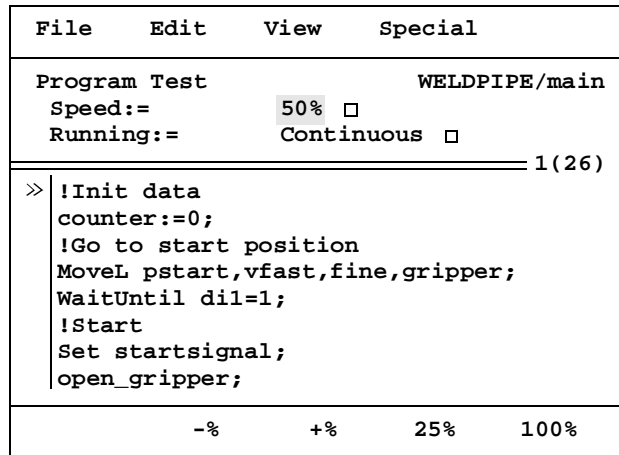 File Edit View Special
Program Test WELDPIPE/main
Speed:= 50%
Running:= Continuous
1(26)
» !Init data
counter:=0;
!Go to start position
MoveL pstart,vfast,fine,gripper;
WaitUntil di1=1;
!Start
Set startsignal;
open_gripper;
-% +% 25% 100%